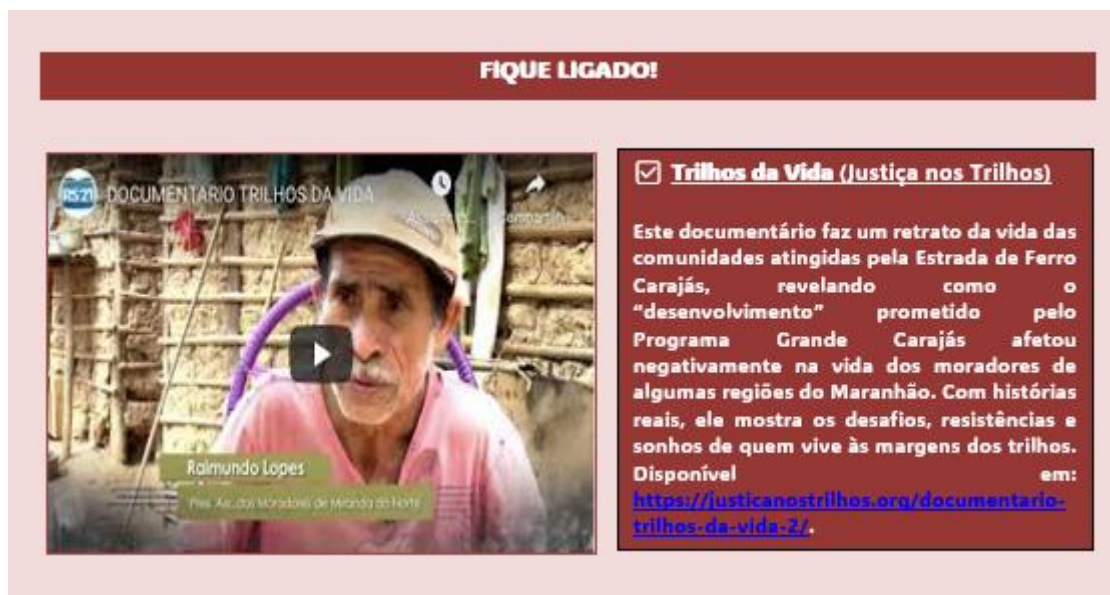 FIQUE LIGADO!
RS21 DOCUMENTARIO TRILHOS DA VIDA
Raimundo Lopes
Pres. Ass. dos Moradores de Miranda do Norte
Trilhos da Vida (Justiça nos Trilhos)
Este documentário faz um retrato da vida das
comunidades atingidas pela Estrada de Ferro
Carajás, revelando como o
“desenvolvimento” prometido pelo
Programa Grande Carajás afetou
negativamente na vida dos moradores de
algumas regiões do Maranhão. Com histórias
reais, ele mostra os desafios, resistências e
sonhos de quem vive às margens dos trilhos.
Disponível em:
https://justicanostrilhos.org/documentario-
trilhos-da-vida-2/.